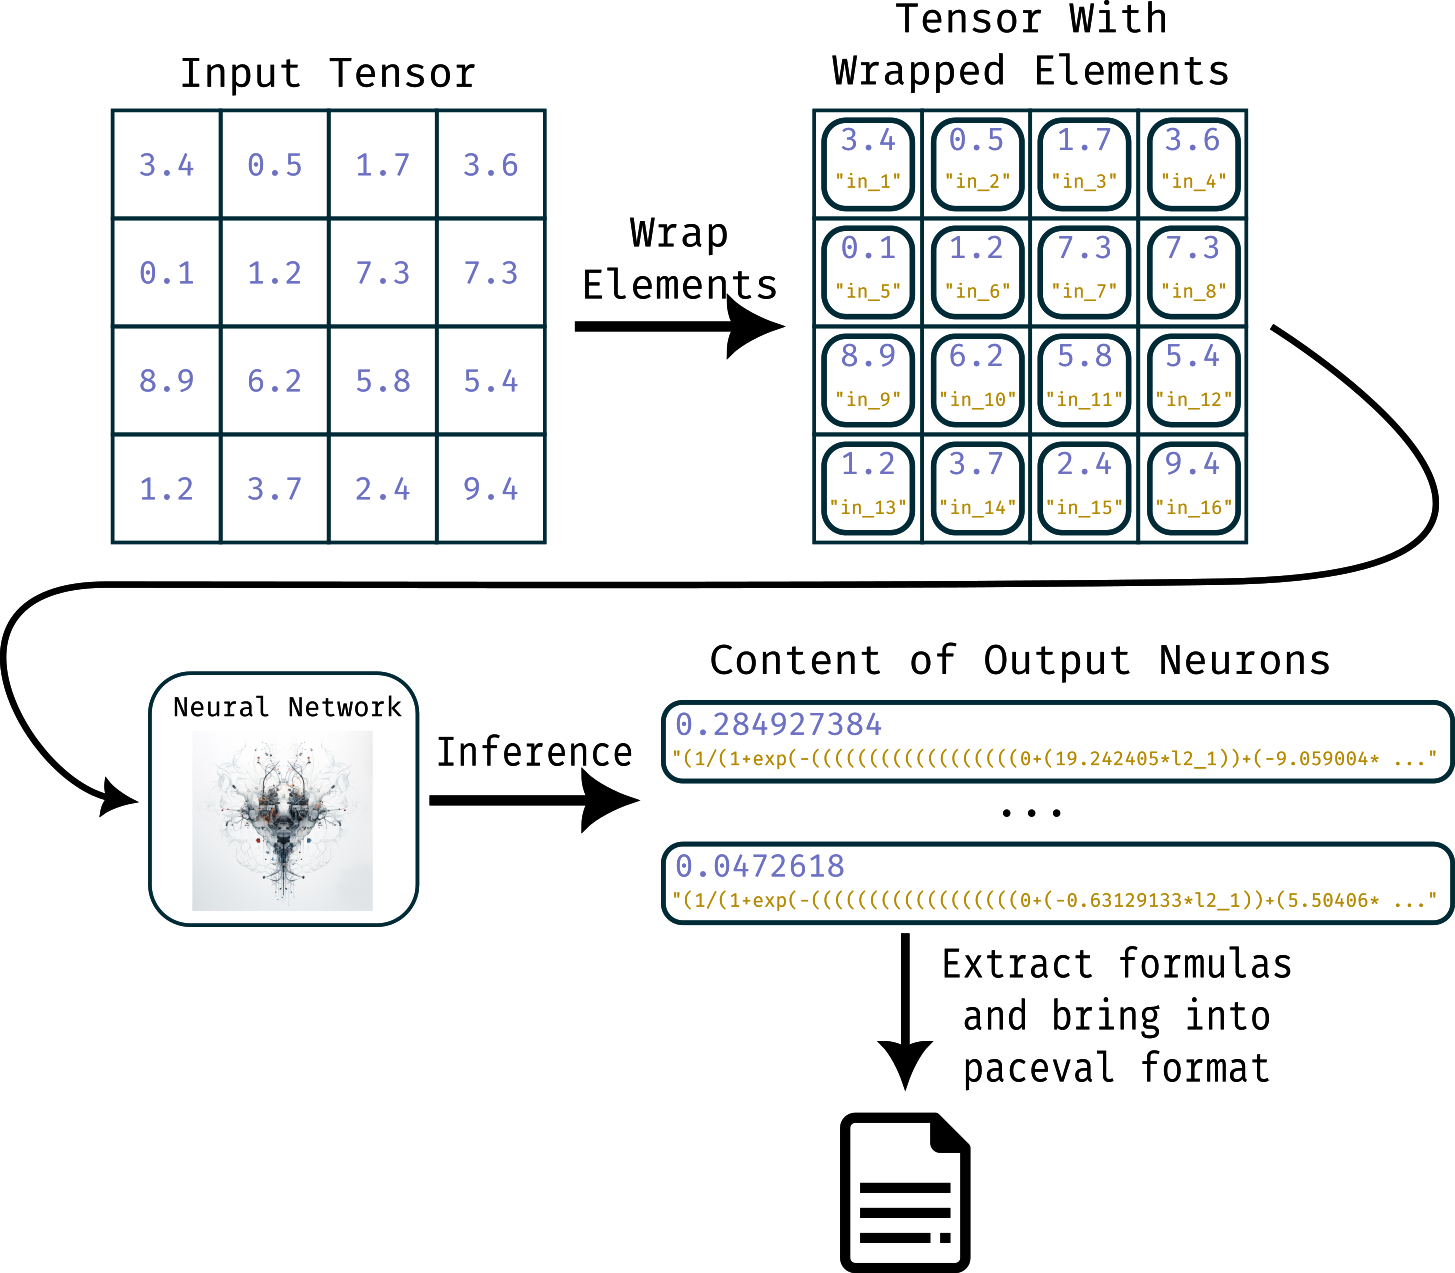 Input Tensor
3.4 0.5 1.7 3.6
0.1 1.2 7.3 7.3
8.9 6.2 5.8 5.4
1.2 3.7 2.4 9.4
Wrap
Elements
Tensor With
Wrapped Elements
3.4 0.5 1.7 3.6
"in_1" "in_2" "in_3" "in_4"
0.1 1.2 7.3 7.3
"in_5" "in_6" "in_7" "in_8"
8.9 6.2 5.8 5.4
"in_9" "in_10" "in_11" "in_12"
1.2 3.7 2.4 9.4
"in_13" "in_14" "in_15" "in_16"
Neural Network
Inference
Content of Output Neurons
0.284927384
"(1/(1+exp(-((((((((((((((((((0+(19.242405*l2_1))+(-9.059004* ..."
...
0.0472618
"(1/(1+exp(-((((((((((((((((((0+(-0.63129133*l2_1))+(5.50406* ..."
Extract formulas
and bring into
paceval format